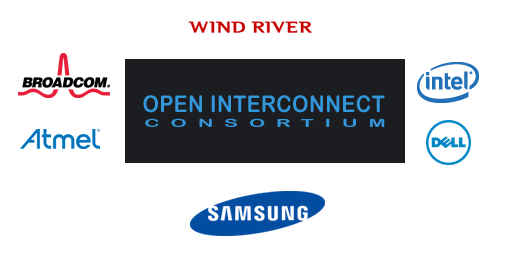 WIND RIVER
BROADCOM.
intel
OPEN INTERCONNECT
CONSORTIUM
Atmel
DELL
SAMSUNG